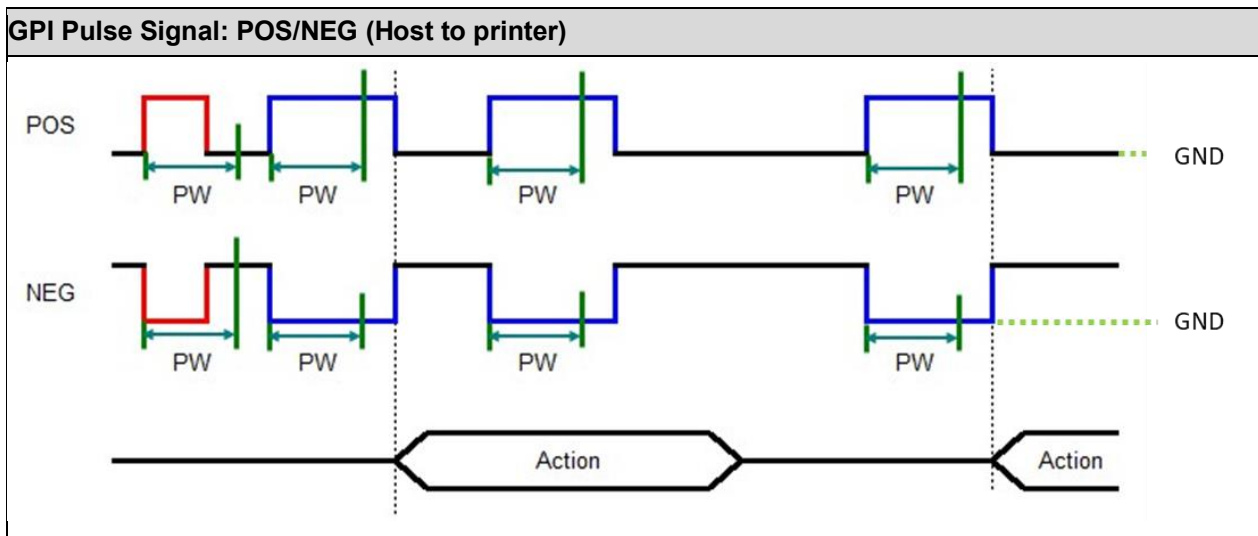 GPI Pulse Signal: POS/NEG (Host to printer)
POS
GND
PW PW PW PW
NEG
GND
PW PW PW PW
Action Action